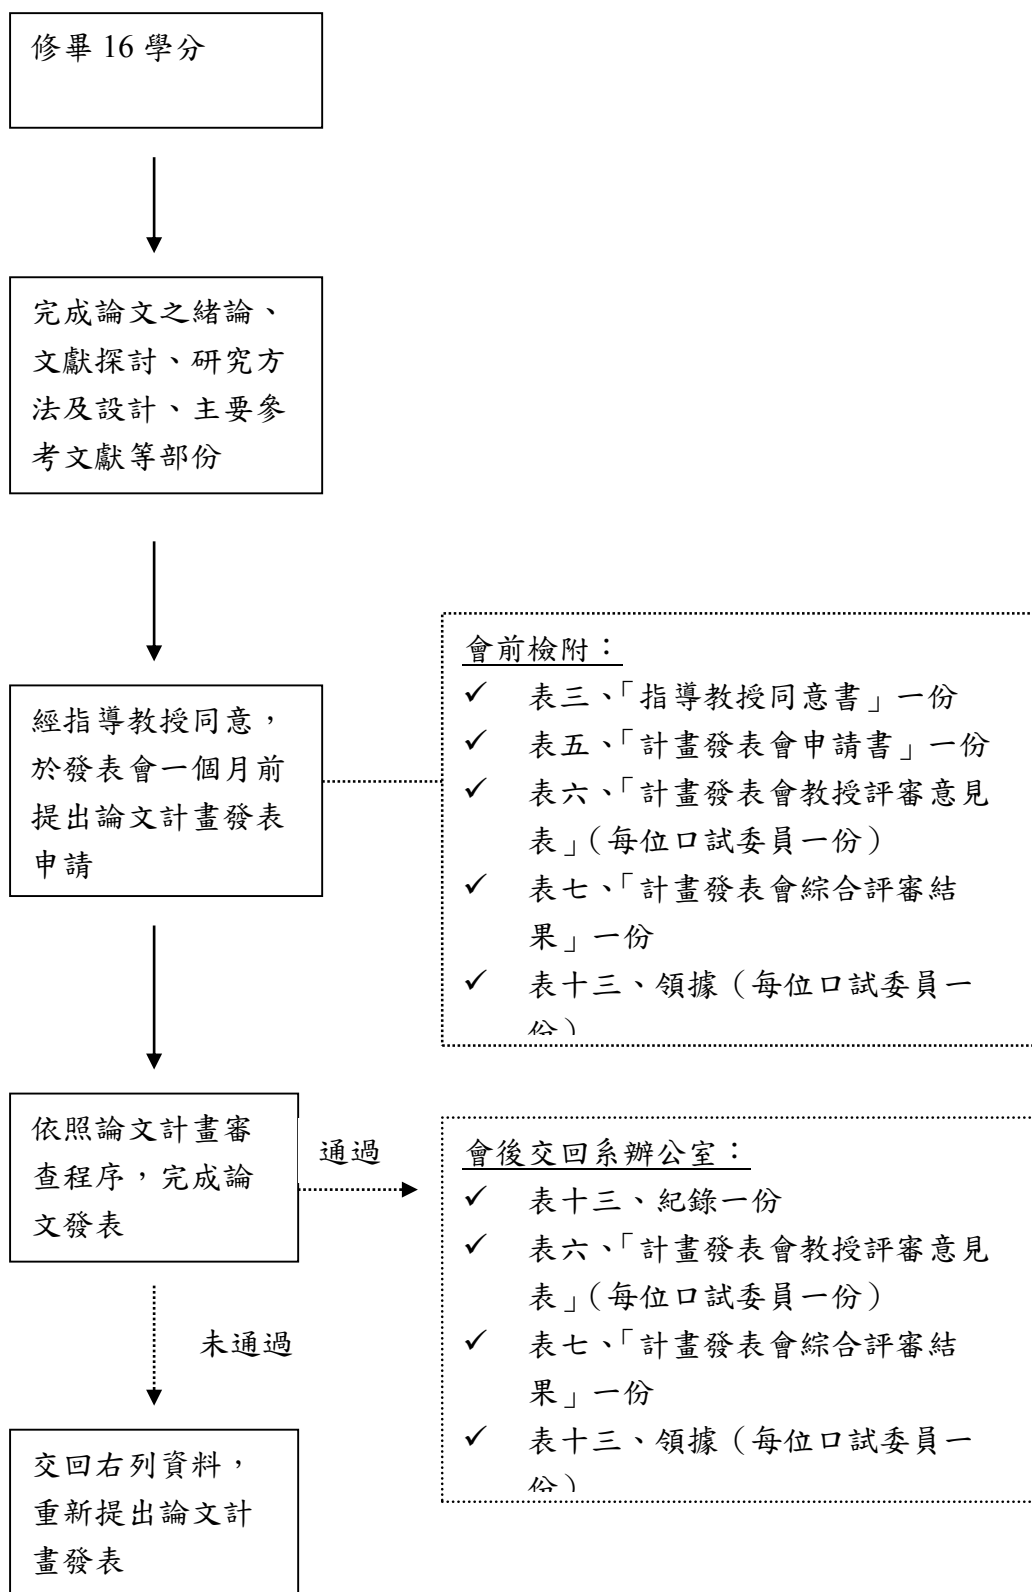 修畢 16 學分
完成論文之緒論、
文獻探討、研究方
法及設計、主要參
考文獻等部份
經指導教授同意，
於發表會一個月前
提出論文計畫發表
申請
會前檢附：
✓ 表三、「指導教授同意書」一份
✓ 表五、「計畫發表會申請書」一份
✓ 表六、「計畫發表會教授評審意見
表」（每位口試委員一份）
✓ 表七、「計畫發表會綜合評審結
果」一份
✓ 表十三、領據（每位口試委員一
份）
依照論文計畫審
查程序，完成論
文發表
通過
會後交回系辦公室：
✓ 表十三、紀錄一份
✓ 表六、「計畫發表會教授評審意見
表」（每位口試委員一份）
✓ 表七、「計畫發表會綜合評審結
果」一份
✓ 表十三、領據（每位口試委員一
份）
未通過
交回右列資料，
重新提出論文計
畫發表